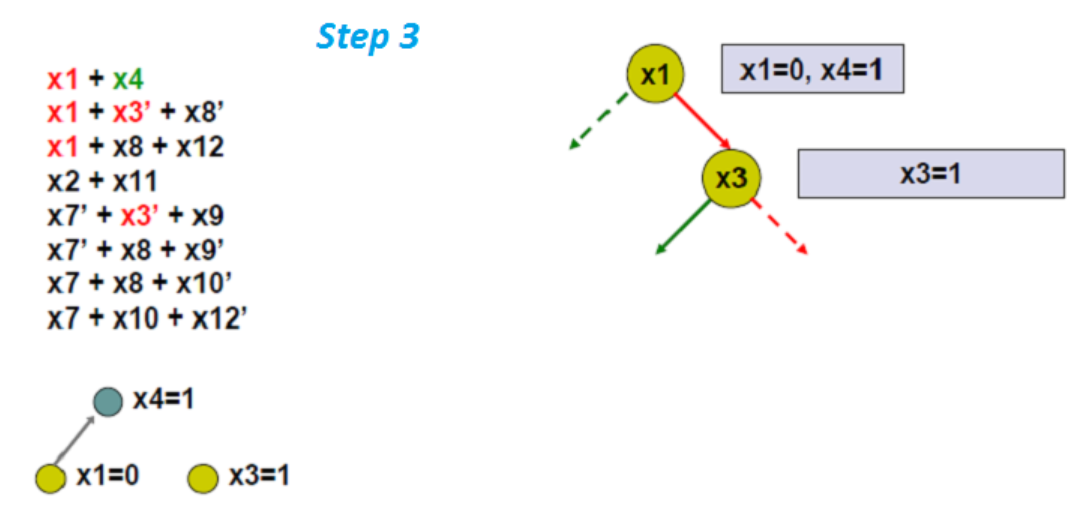 Step 3
x1 + x4
x1 + x3’ + x8’
x1 + x8 + x12
x2 + x11
x7’ + x3’ + x9
x7’ + x8 + x9’
x7 + x8 + x10’
x7 + x10 + x12’
x1
x1=0, x4=1
x3
x3=1
x4=1
x1=0
x3=1